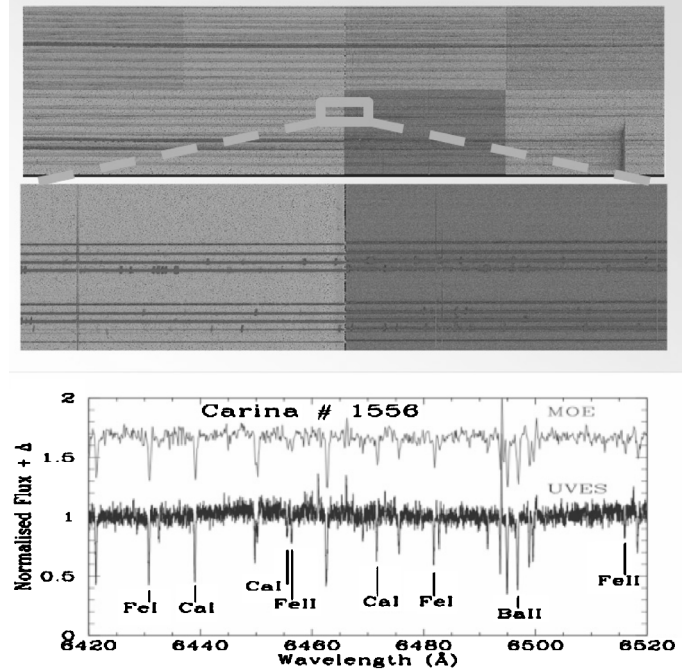 Carina # 1556
MOE
UVES
2
1.5
1
0.5
0
Normalised Flux + Δ
FeI
CaI
CaI
FeII
CaI
FeI
BaII
FeII
6420 6440 6460 6480 6500 6520
Wavelength (Å)